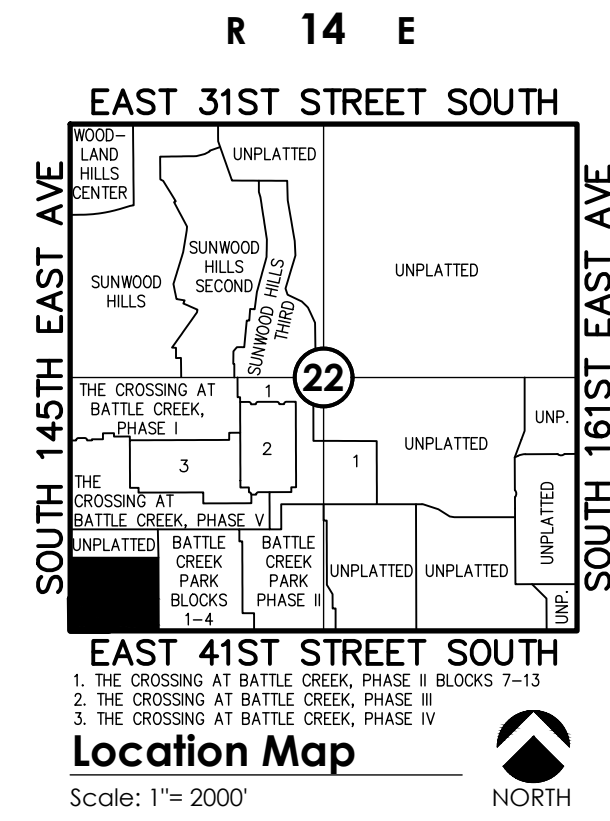 R 14 E
EAST 31ST STREET SOUTH
SOUTH 145TH EAST AVE
SOUTH 161ST EAST AVE
WOOD-
LAND
HILLS
CENTER
UNPLATTED
SUNWOOD
HILLS
SECOND
SUNWOOD
HILLS
SUNWOOD HILLS
THIRD
UNPLATTED
22
THE CROSSING AT
BATTLE CREEK,
PHASE I
1
2
3
1
UNPLATTED
UNP.
THE
CROSSING AT
BATTLE CREEK, PHASE V
UNPLATTED
UNPLATTED
BATTLE
CREEK
PARK
BLOCKS
1-4
BATTLE
CREEK
PARK
PHASE II
UNPLATTED
UNPLATTED
UNP.
EAST 41ST STREET SOUTH
1. THE CROSSING AT BATTLE CREEK, PHASE II BLOCKS 7-13
2. THE CROSSING AT BATTLE CREEK, PHASE III
3. THE CROSSING AT BATTLE CREEK, PHASE IV
Location Map
Scale: 1"= 2000'
NORTH